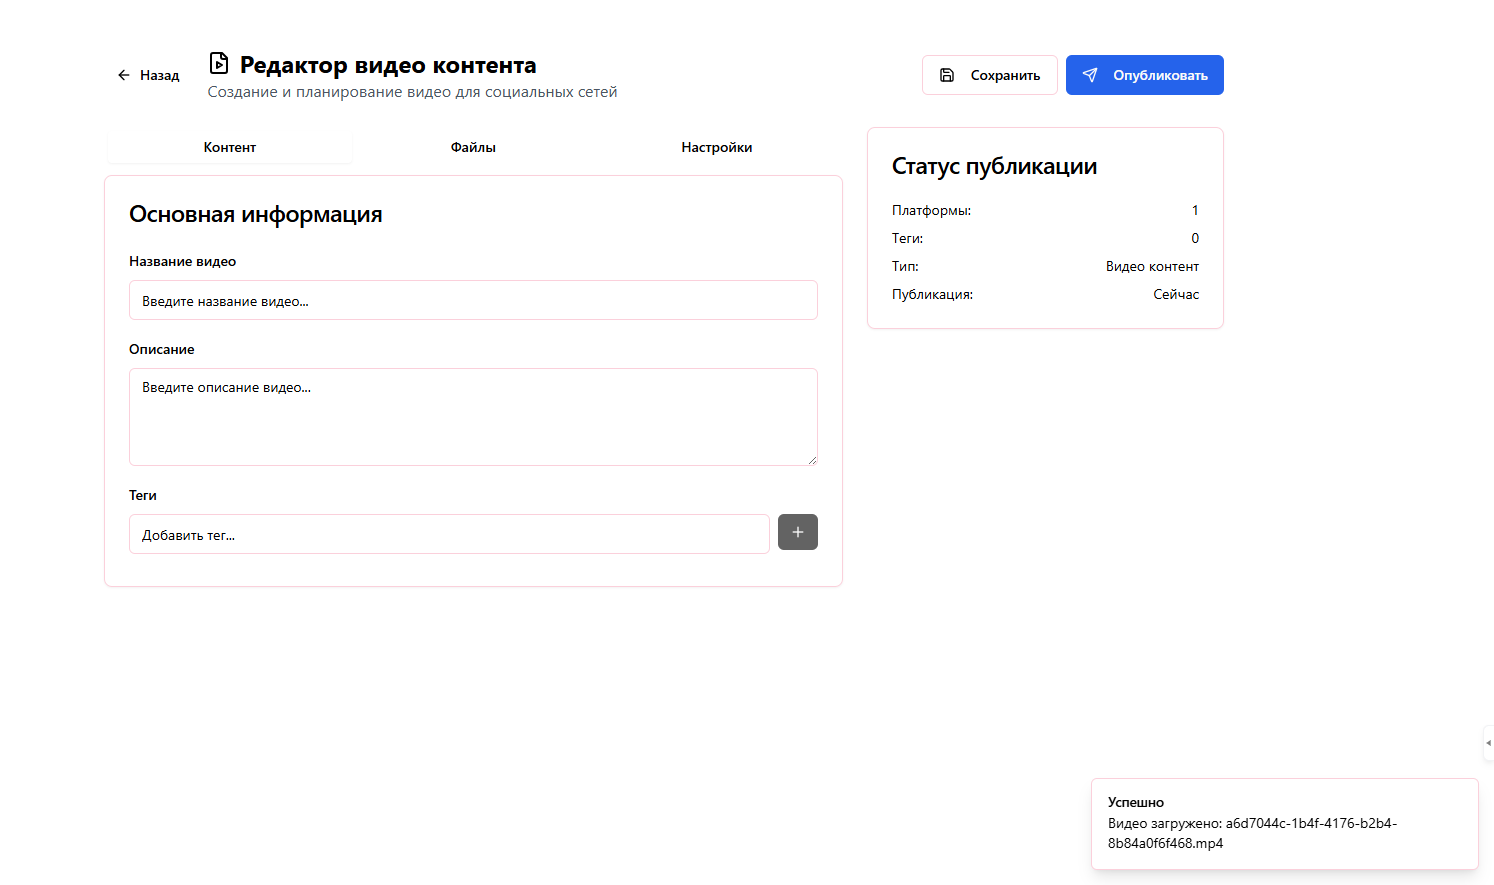 Назад
Редактор видео контента
Создание и планирование видео для социальных сетей
Сохранить
Опубликовать
Контент
Файлы
Настройки
Основная информация
Название видео
Введите название видео...
Описание
Введите описание видео...
Теги
Добавить тег...
Статус публикации
Платформы: 1
Теги: 0
Тип: Видео контент
Публикация: Сейчас
Успешно
Видео загружено: a6d7044c-1b4f-4176-b2b4-
8b84a0f6f468.mp4